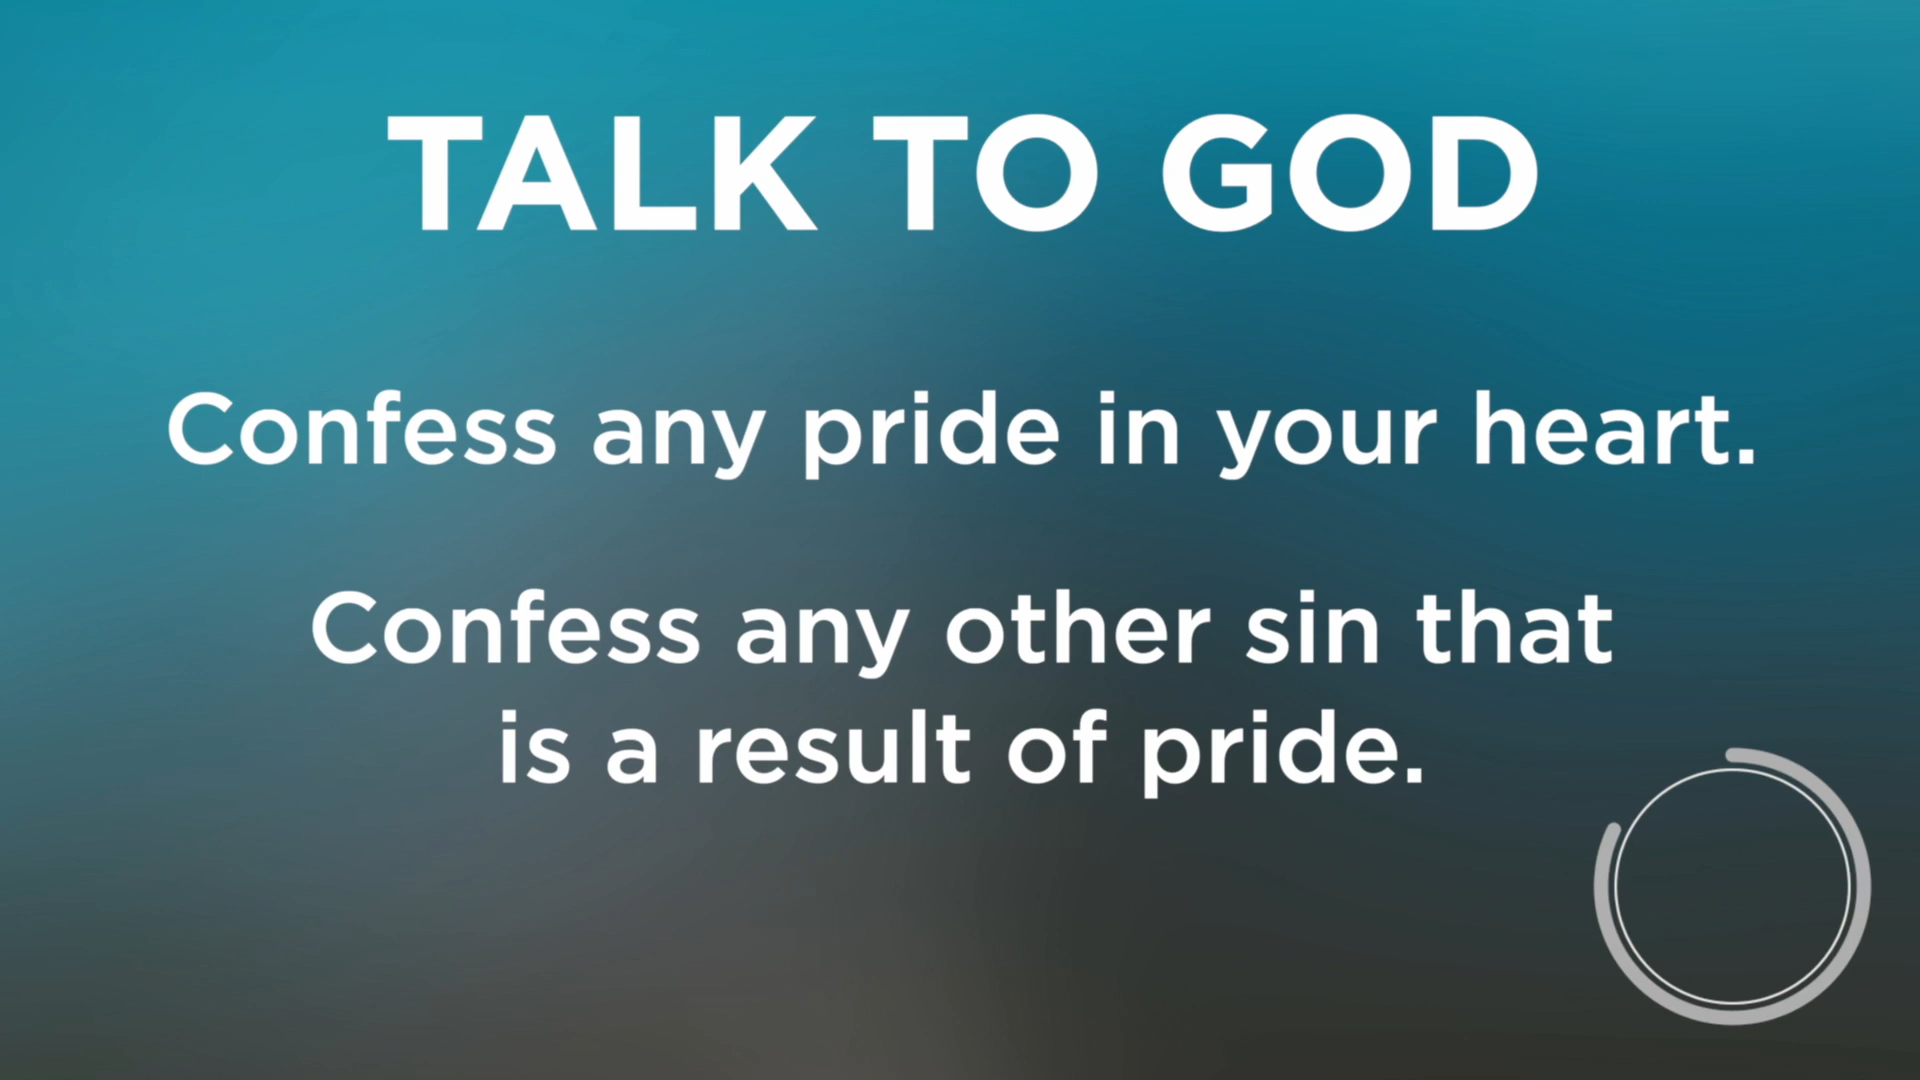 TALK TO GOD
Confess any pride in your heart.
Confess any other sin that
is a result of pride.